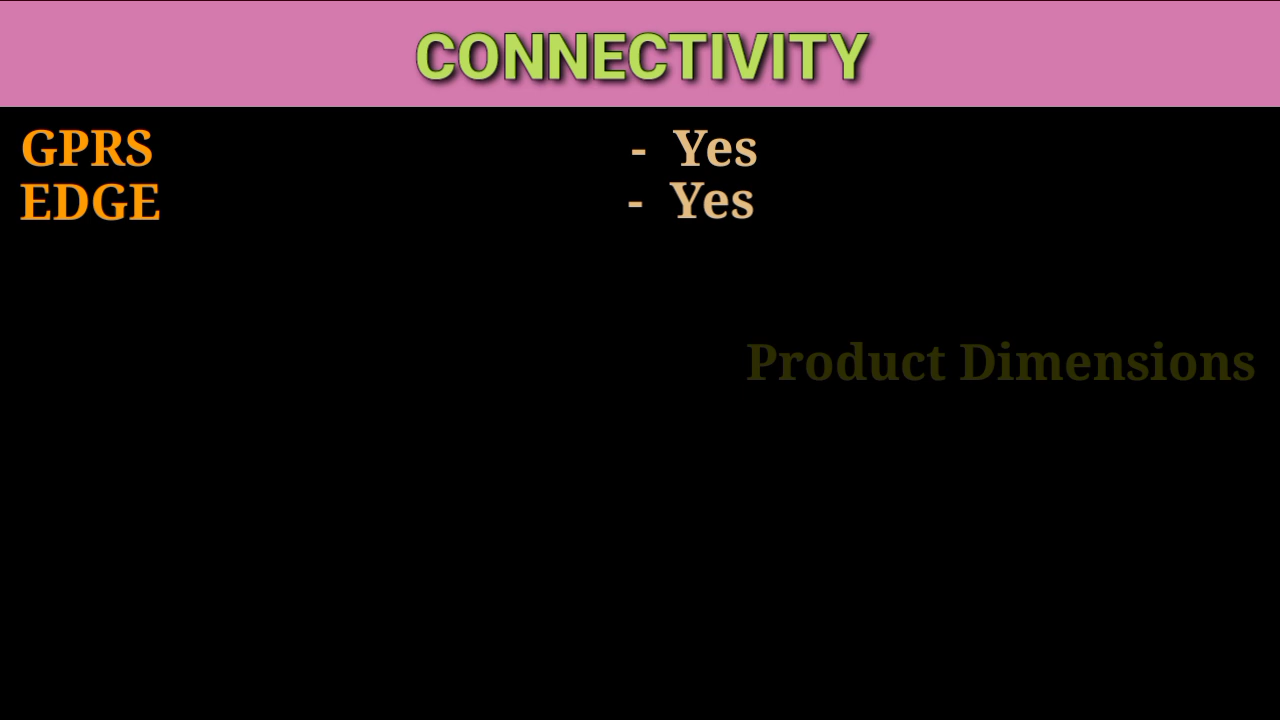 CONNECTIVITY
GPRS - Yes
EDGE - Yes
Product Dimensions